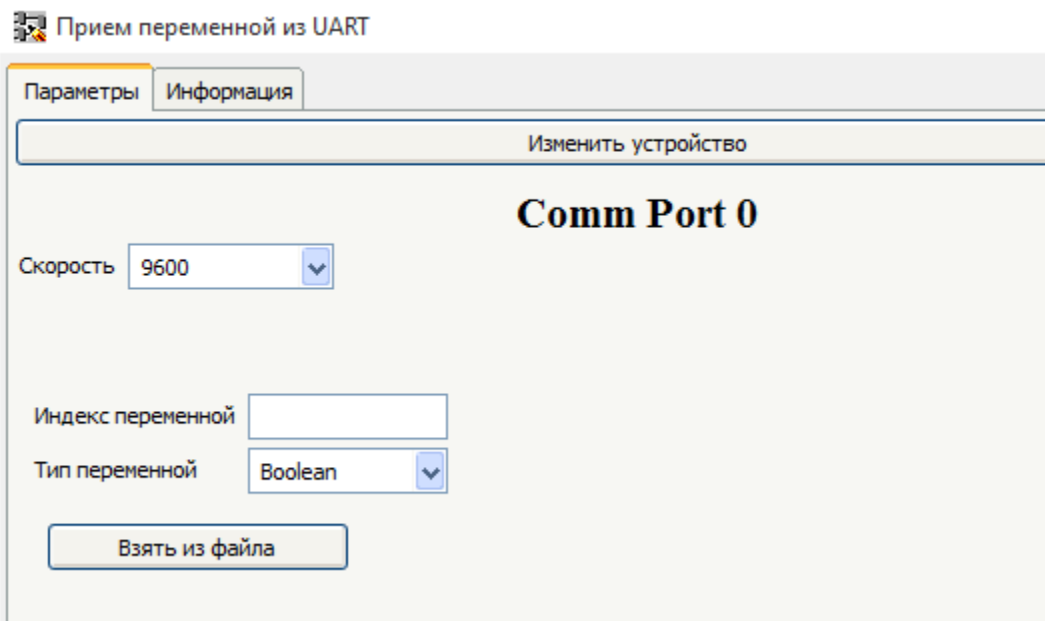 Прием переменной из UART
Параметры Информация
Изменить устройство
Comm Port 0
Скорость 9600
Индекс переменной
Тип переменной Boolean
Взять из файла